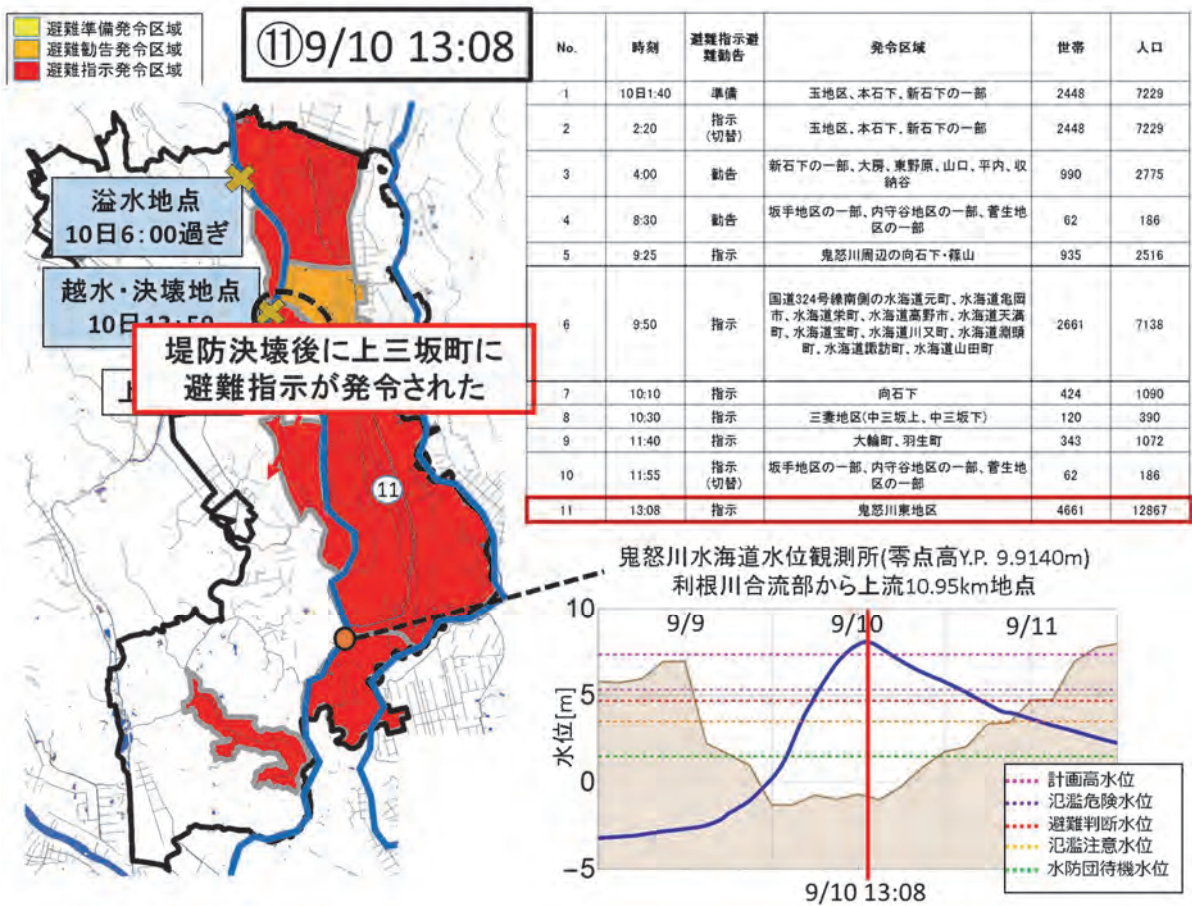 避難準備発令区域
避難勧告発令区域
避難指示発令区域
⑪9/10 13:08
溢水地点
10日6:00過ぎ
越水・決壊地点
堤防決壊後に上三坂町に
避難指示が発令された
11
No. 時刻 避難指示避難勧告 発令区域 世帯 人口
1 10日1:40 準備 玉地区、本石下、新石下の一部 2448 7229
2 2:20 指示(切替) 玉地区、本石下、新石下の一部 2448 7229
3 4:00 勧告 新石下の一部、大房、東野原、山口、平内、収納谷 990 2775
4 8:30 勧告 坂手地区の一部、内守谷地区の一部、菅生地区の一部 62 186
5 9:25 指示 鬼怒川周辺の向石下・篠山 935 2516
6 9:50 指示 国道324号線南側の水海道元町、水海道亀岡市、水海道栄町、水海道高野市、水海道天満町、水海道宝町、水海道川又町、水海道淵頭町、水海道諏訪町、水海道山田町 2661 7138
7 10:10 指示 向石下 424 1090
8 10:30 指示 三妻地区(中三坂上、中三坂下) 120 390
9 11:40 指示 大輪町、羽生町 343 1072
10 11:55 指示(切替) 坂手地区の一部、内守谷地区の一部、菅生地区の一部 62 186
11 13:08 指示 鬼怒川東地区 4661 12867
鬼怒川水海道水位観測所(零点高Y.P. 9.9140m)
利根川合流部から上流10.95km地点
水位[m]
10
5
0
-5
9/9 9/10 9/11
計画高水位
氾濫危険水位
避難判断水位
氾濫注意水位
水防団待機水位
9/10 13:08